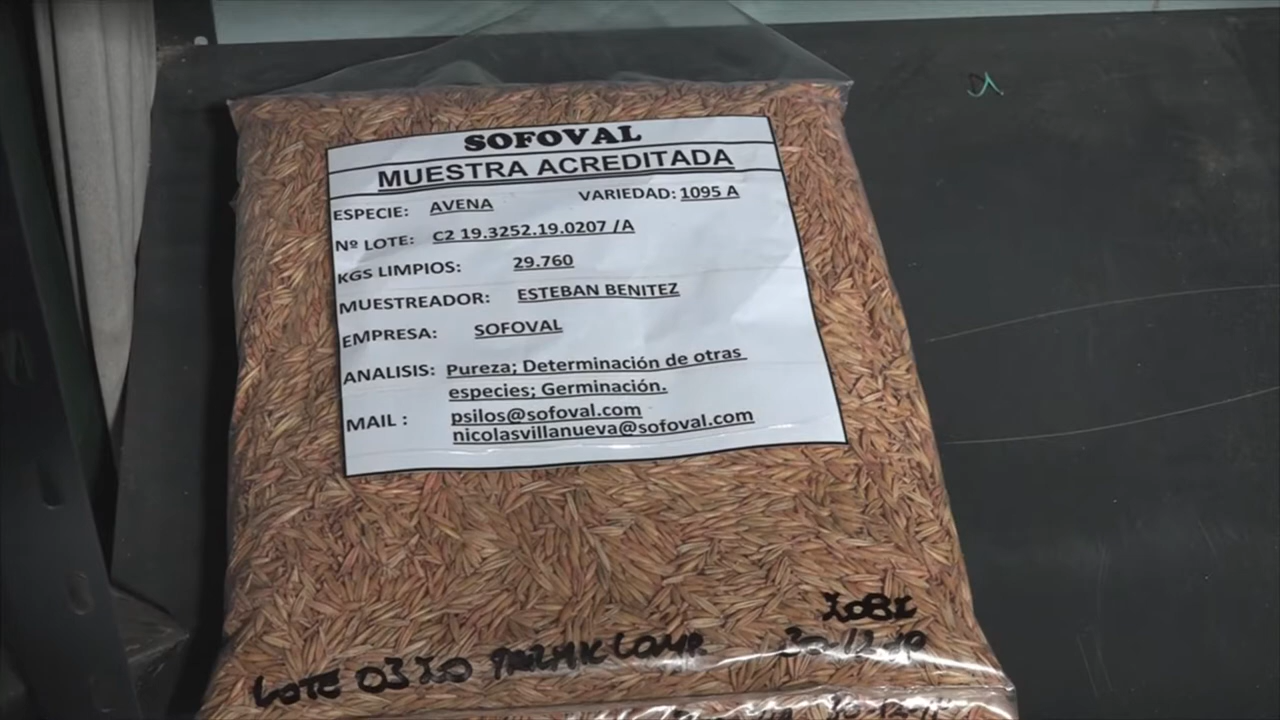 SOFOVAL
MUESTRA ACREDITADA
ESPECIE: AVENA VARIEDAD: 1095 A
Nº LOTE: C2 19.3252.19.0207 /A
KGS LIMPIOS: 29.760
MUESTREADOR: ESTEBAN BENITEZ
EMPRESA: SOFOVAL
ANALISIS: Pureza; Determinación de otras
especies; Germinación.
MAIL : psilos@sofoval.com
nicolasvillanueva@sofoval.com
LOTE